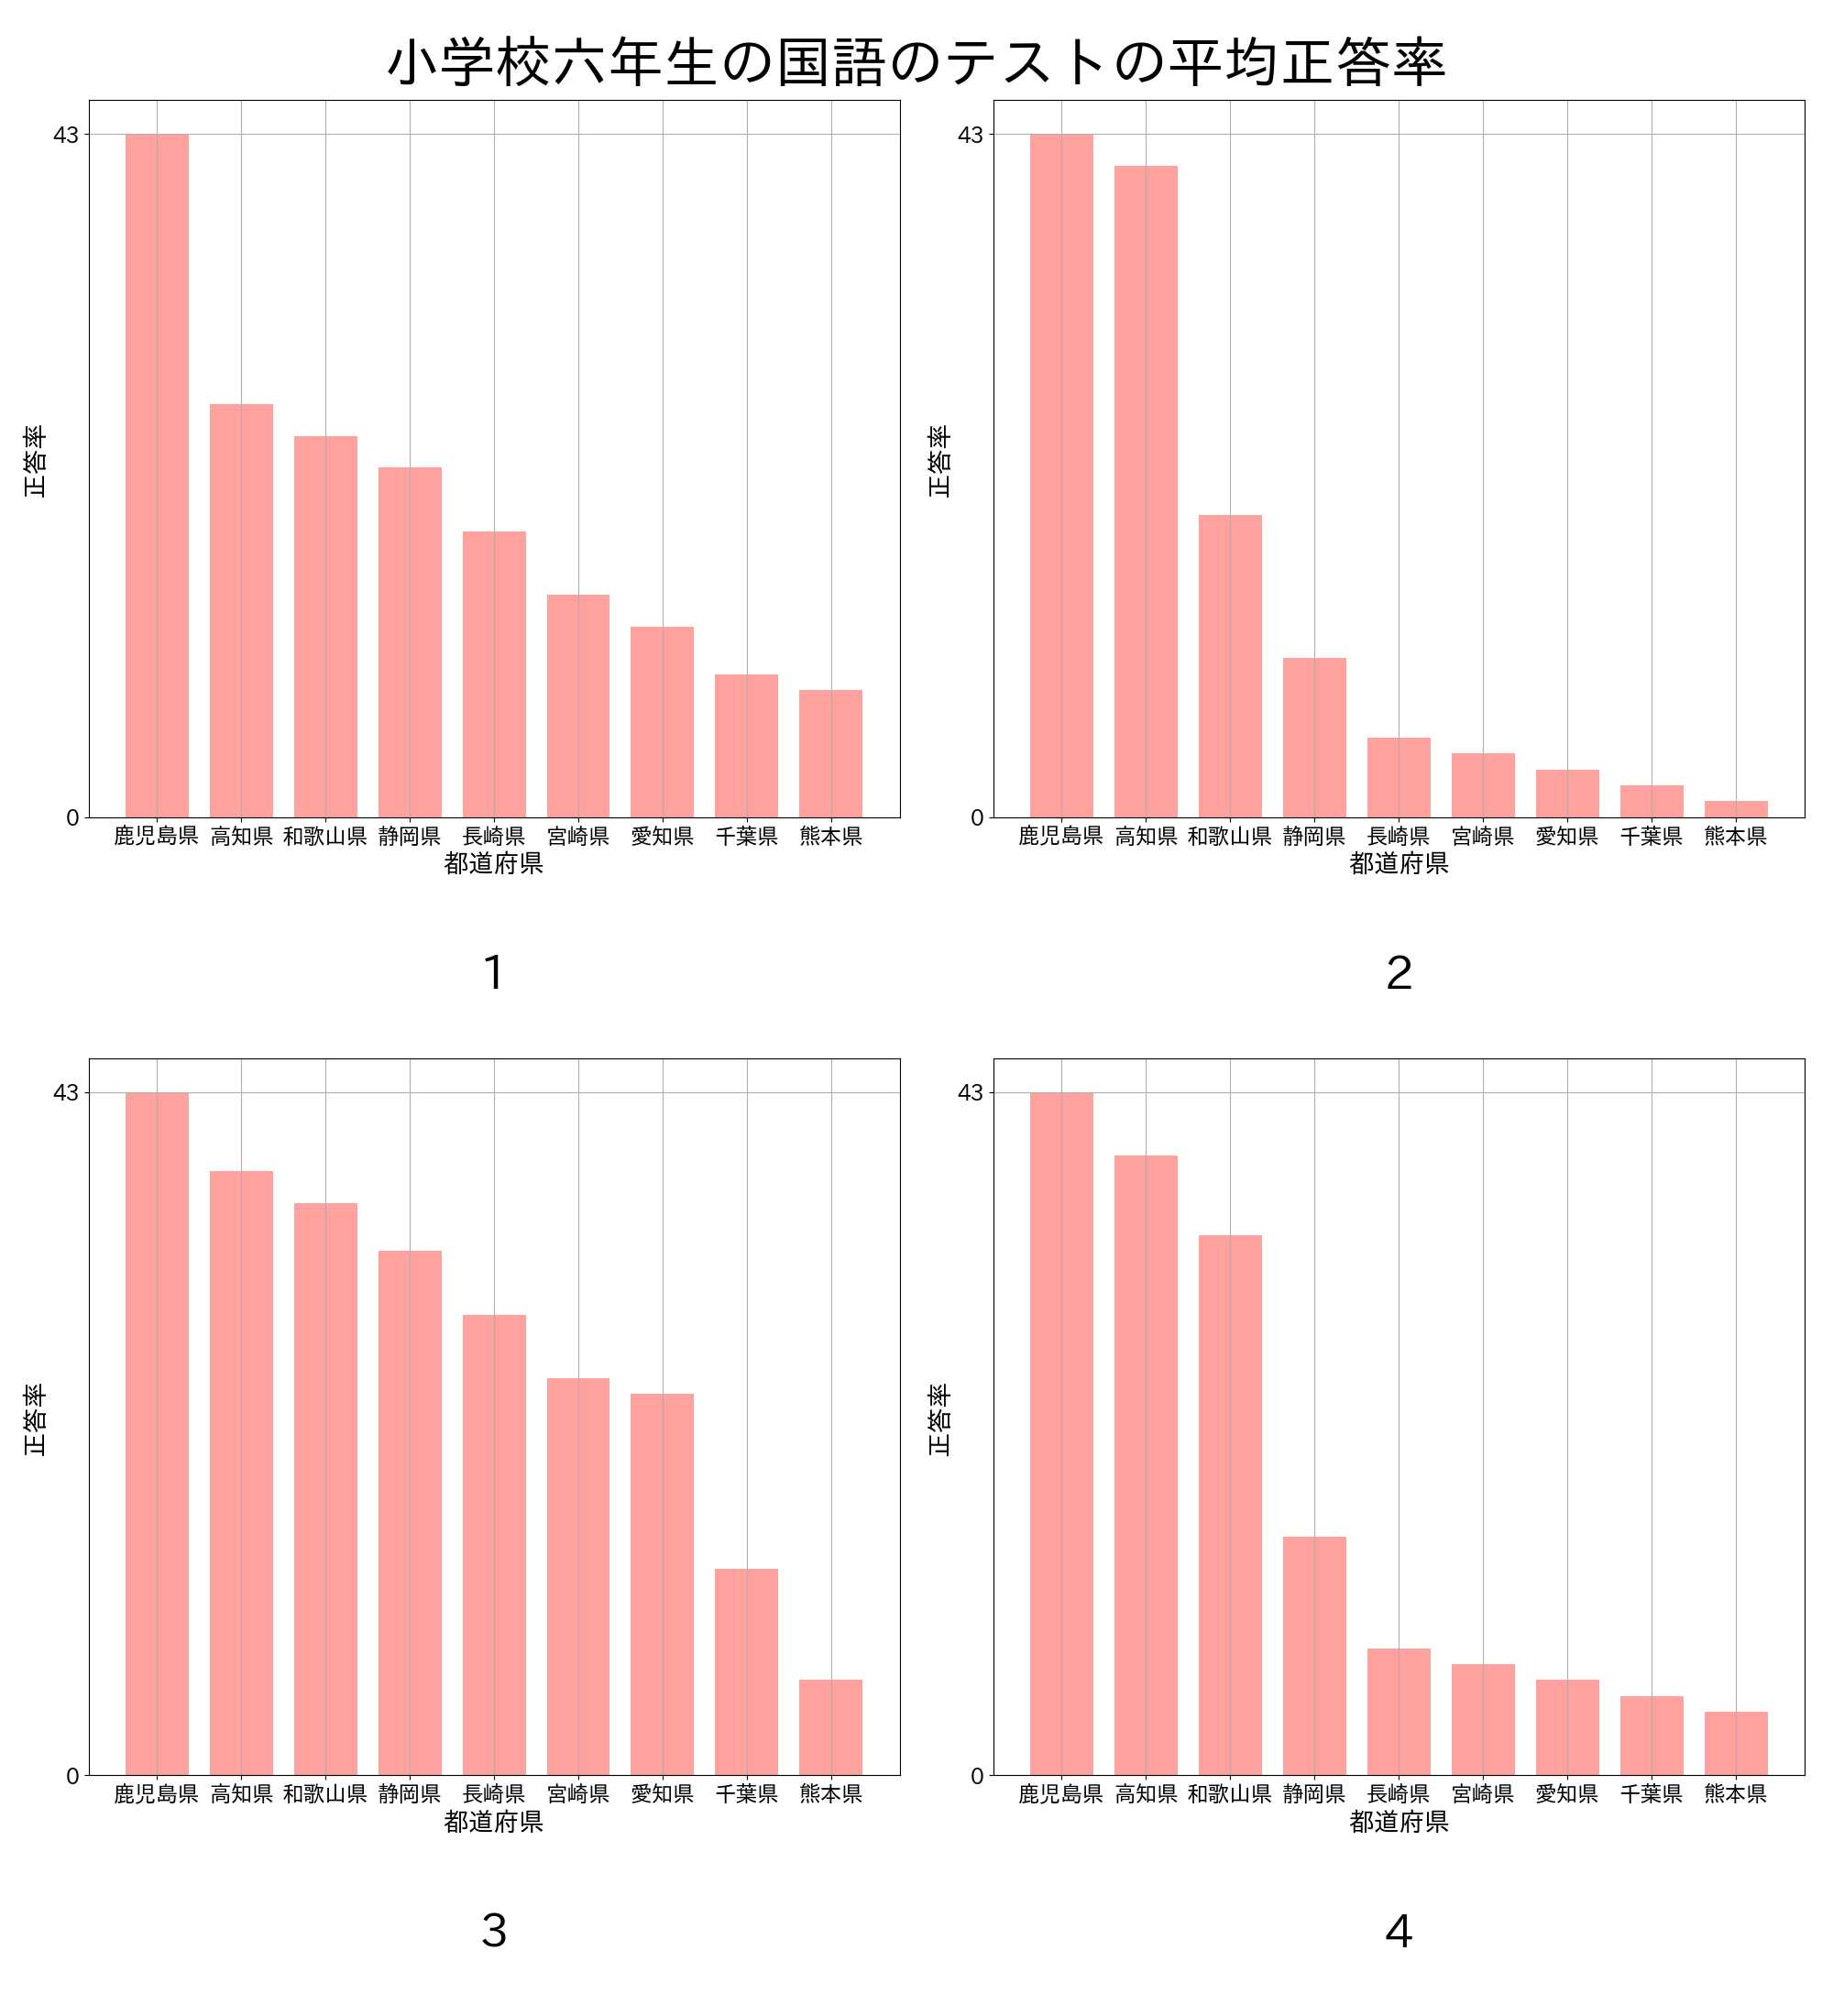 小学校六年生の国語のテストの平均正答率
43
0
正答率
鹿児島県 高知県 和歌山県 静岡県 長崎県 宮崎県 愛知県 千葉県 熊本県
都道府県
1
43
0
正答率
鹿児島県 高知県 和歌山県 静岡県 長崎県 宮崎県 愛知県 千葉県 熊本県
都道府県
2
43
0
正答率
鹿児島県 高知県 和歌山県 静岡県 長崎県 宮崎県 愛知県 千葉県 熊本県
都道府県
3
43
0
正答率
鹿児島県 高知県 和歌山県 静岡県 長崎県 宮崎県 愛知県 千葉県 熊本県
都道府県
4